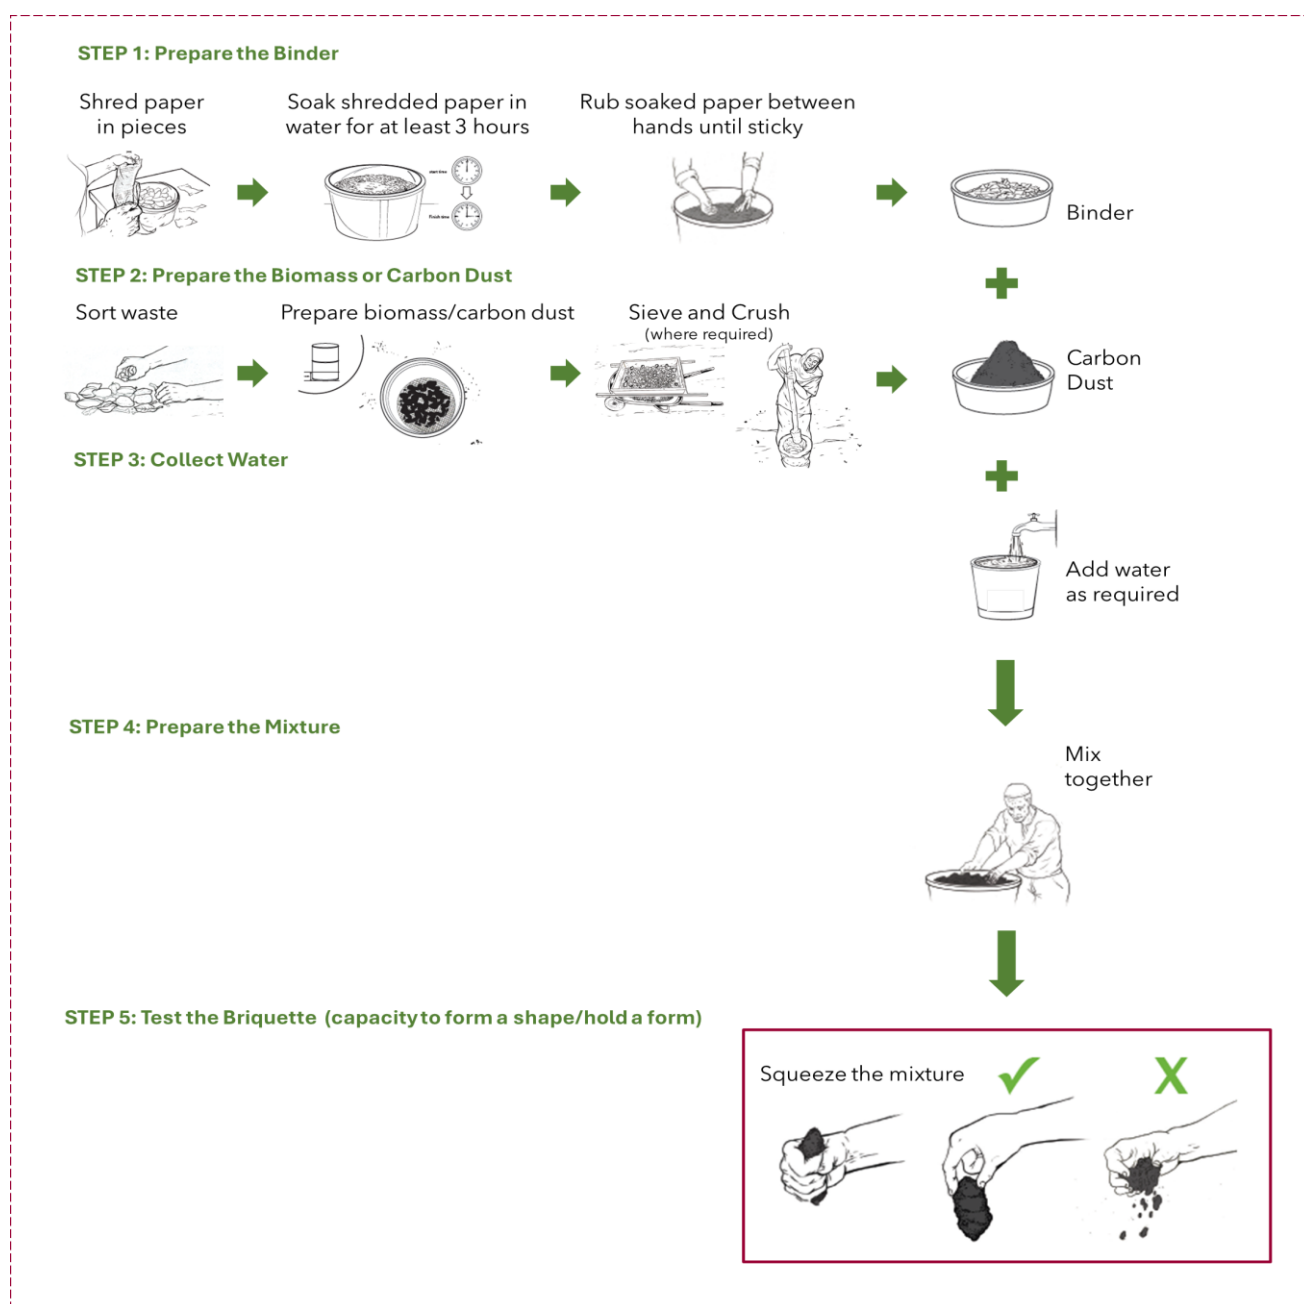 STEP 1: Prepare the Binder
Shred paper
in pieces
Soak shredded paper in
water for at least 3 hours
Rub soaked paper between
hands until sticky
Start time
Finish time
Binder
STEP 2: Prepare the Biomass or Carbon Dust
Sort waste
Prepare biomass/carbon dust
Sieve and Crush
(where required)
Carbon
Dust
STEP 3: Collect Water
Add water
as required
STEP 4: Prepare the Mixture
Mix
together
STEP 5: Test the Briquette (capacity to form a shape/hold a form)
Squeeze the mixture
X